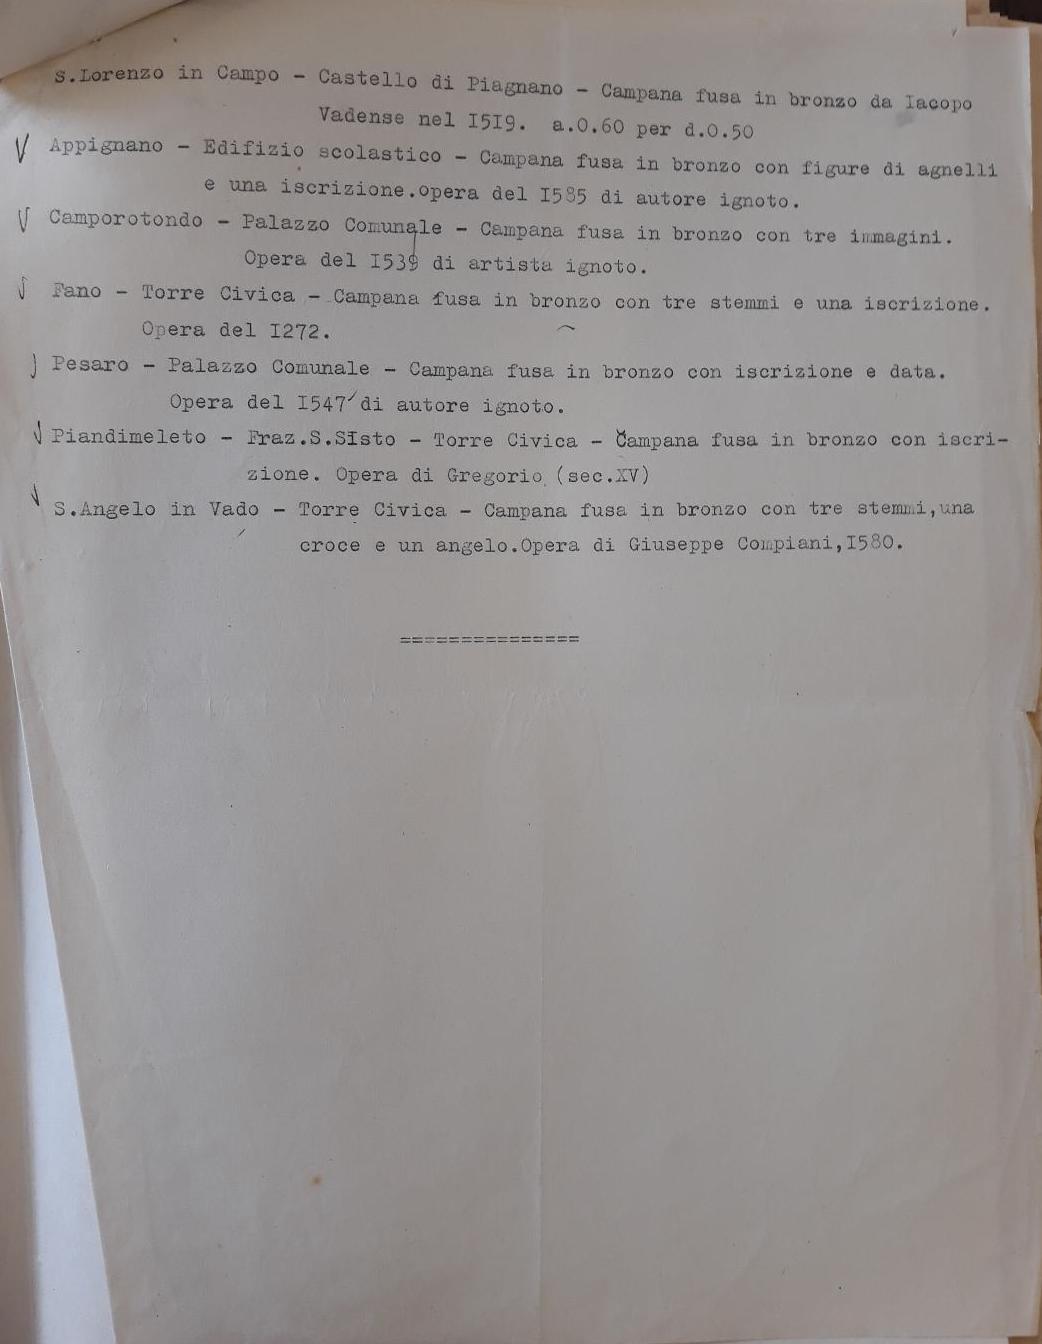 S.Lorenzo in Campo - Castello di Piagnano - Campana fusa in bronzo da Iacopo
Vadense nel I5I9. a.0.60 per d.0.50
Appignano - Edifizio scolastico - Campana fusa in bronzo con figure di agnelli
e una iscrizione.opera del I585 di autore ignoto.
Camporotondo - Palazzo Comunale - Campana fusa in bronzo con tre immagini.
Opera del I539 di artista ignoto.
Fano - Torre Civica - Campana fusa in bronzo con tre stemmi e una iscrizione.
Opera del I272.
Pesaro - Palazzo Comunale - Campana fusa in bronzo con iscrizione e data.
Opera del I547 di autore ignoto.
Piandimeleto - Fraz.S.SIsto - Torre Civica - Campana fusa in bronzo con iscri-
zione. Opera di Gregorio (sec.XV)
S.Angelo in Vado - Torre Civica - Campana fusa in bronzo con tre stemmi,una
croce e un angelo.Opera di Giuseppe Compiani,I580.
===============